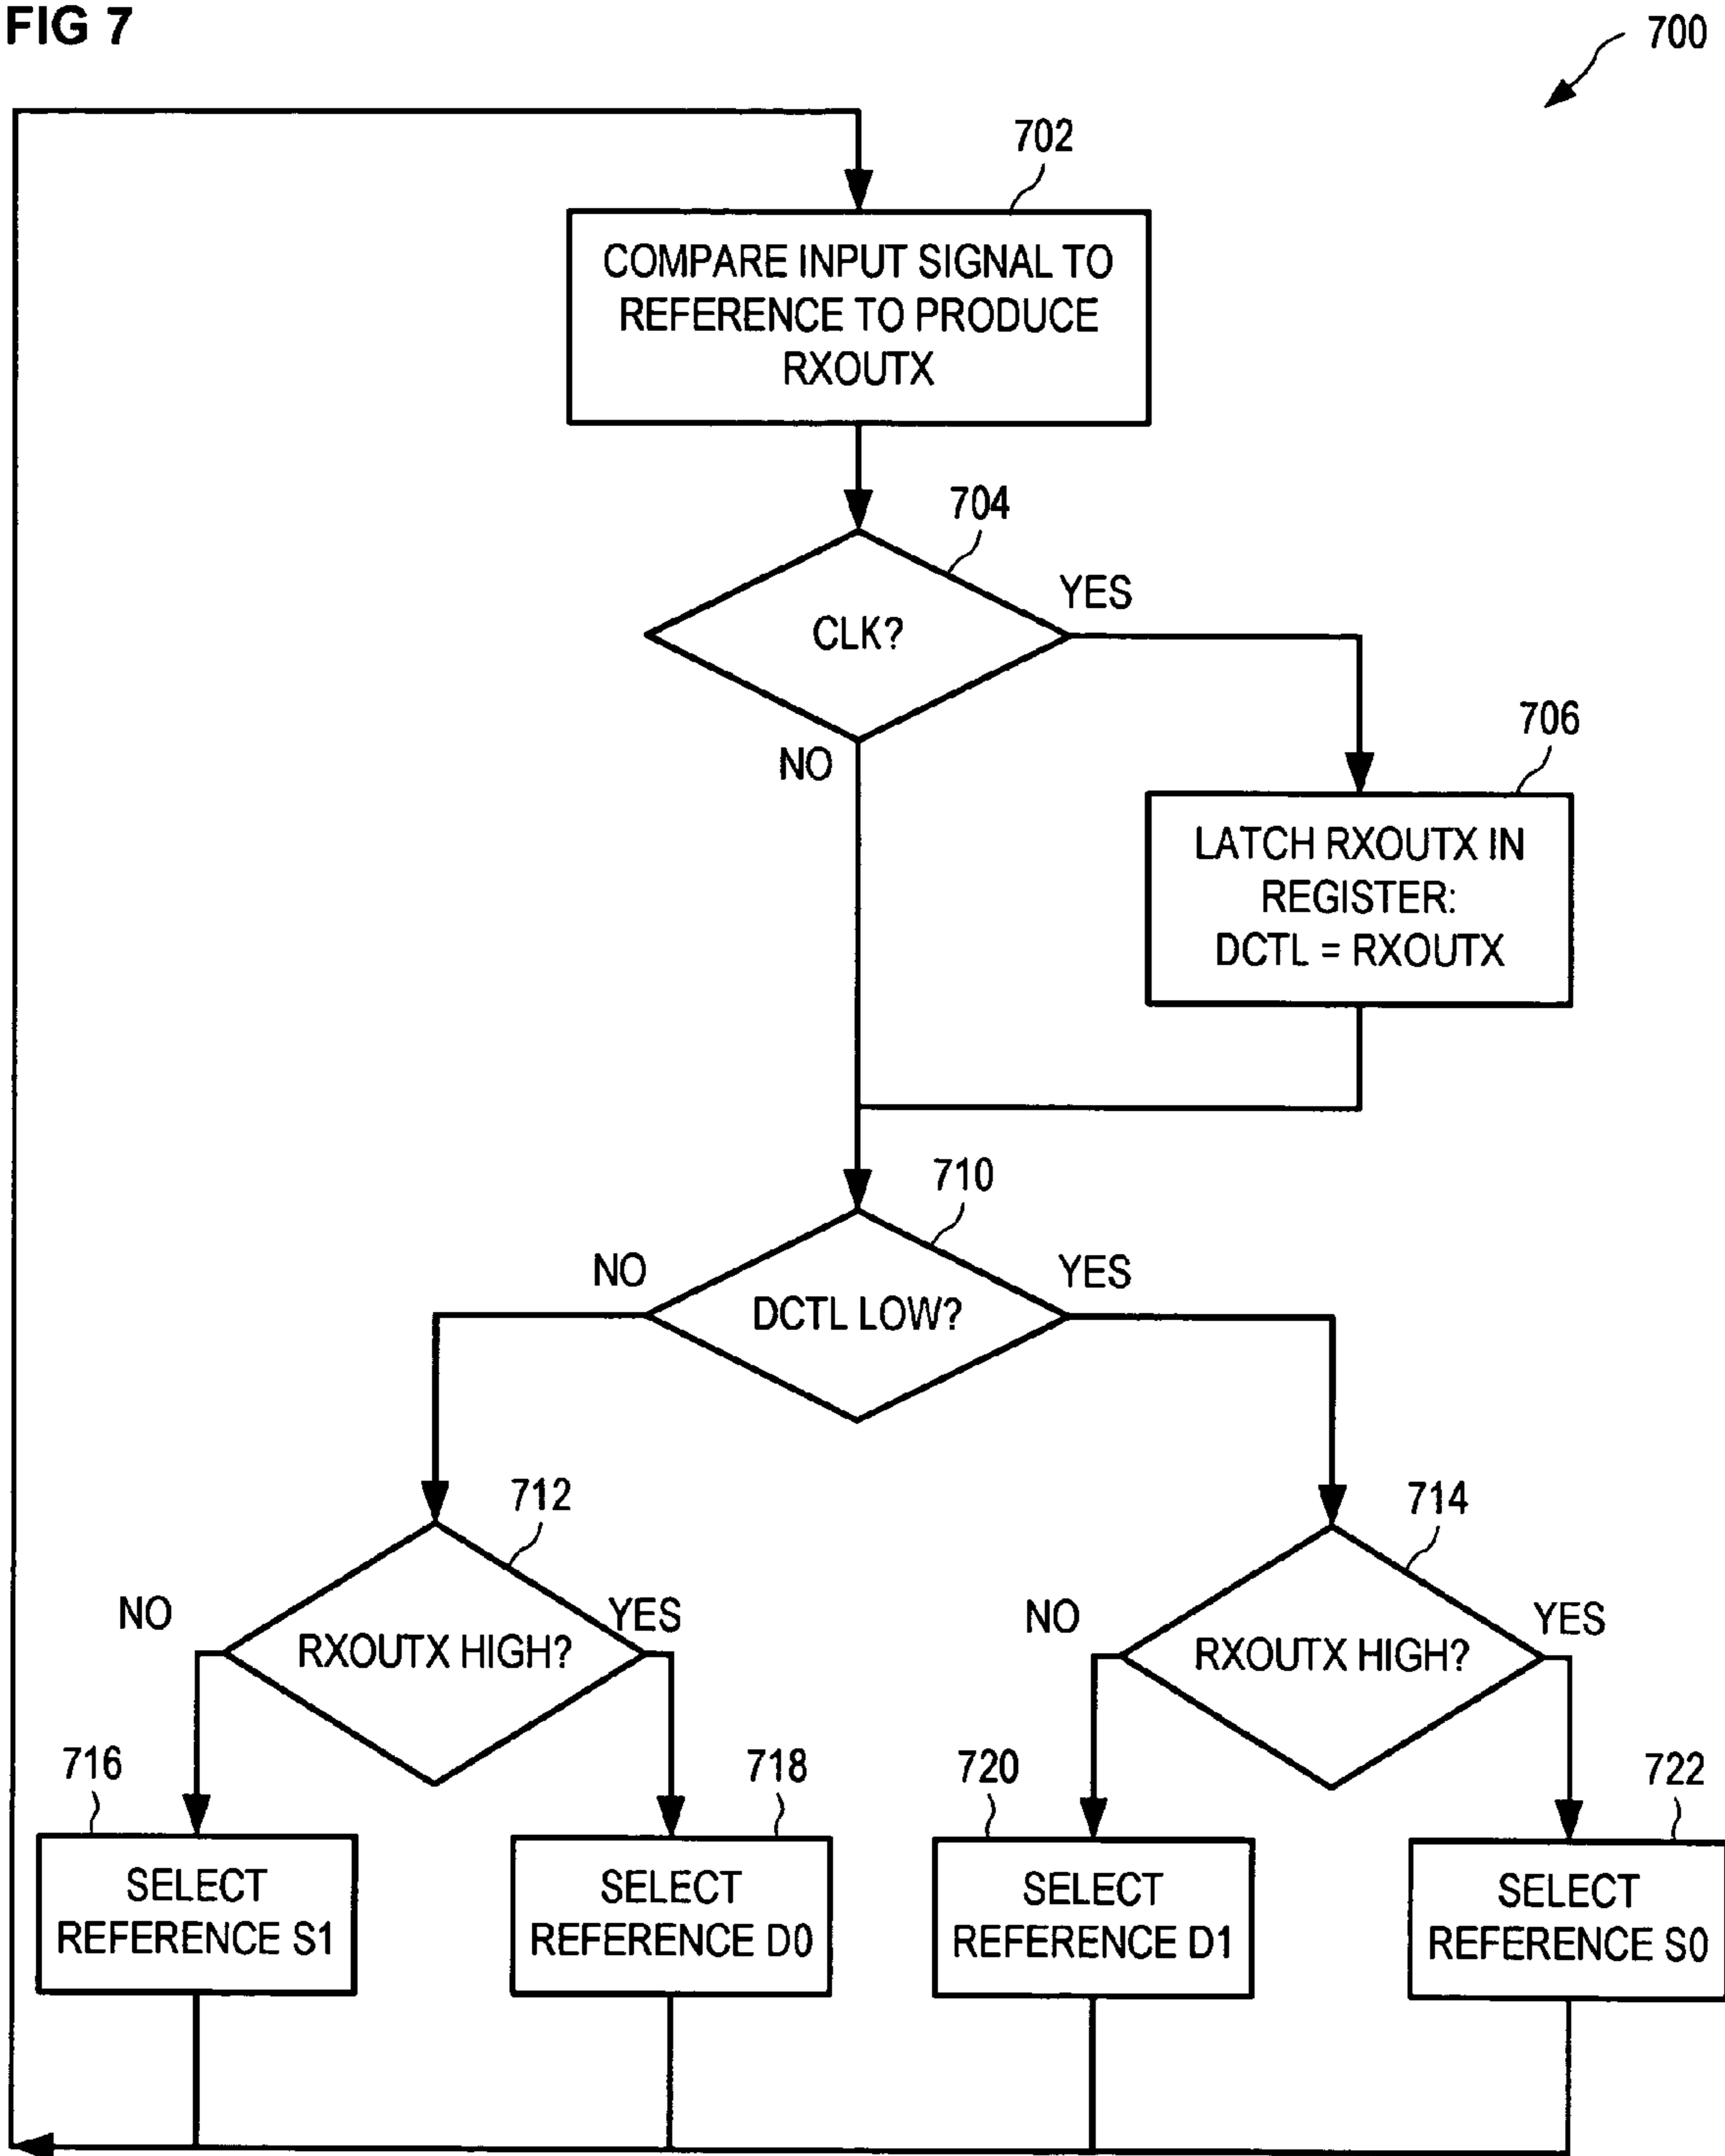 FIG 7
700
702
COMPARE INPUT SIGNAL TO
REFERENCE TO PRODUCE
RXOUTX
704
CLK?
YES
NO
706
LATCH RXOUTX IN
REGISTER:
DCTL = RXOUTX
710
NO
YES
DCTL LOW?
712
NO
YES
RXOUTX HIGH?
714
NO
YES
RXOUTX HIGH?
716
SELECT
REFERENCE S1
718
SELECT
REFERENCE D0
720
SELECT
REFERENCE D1
722
SELECT
REFERENCE S0